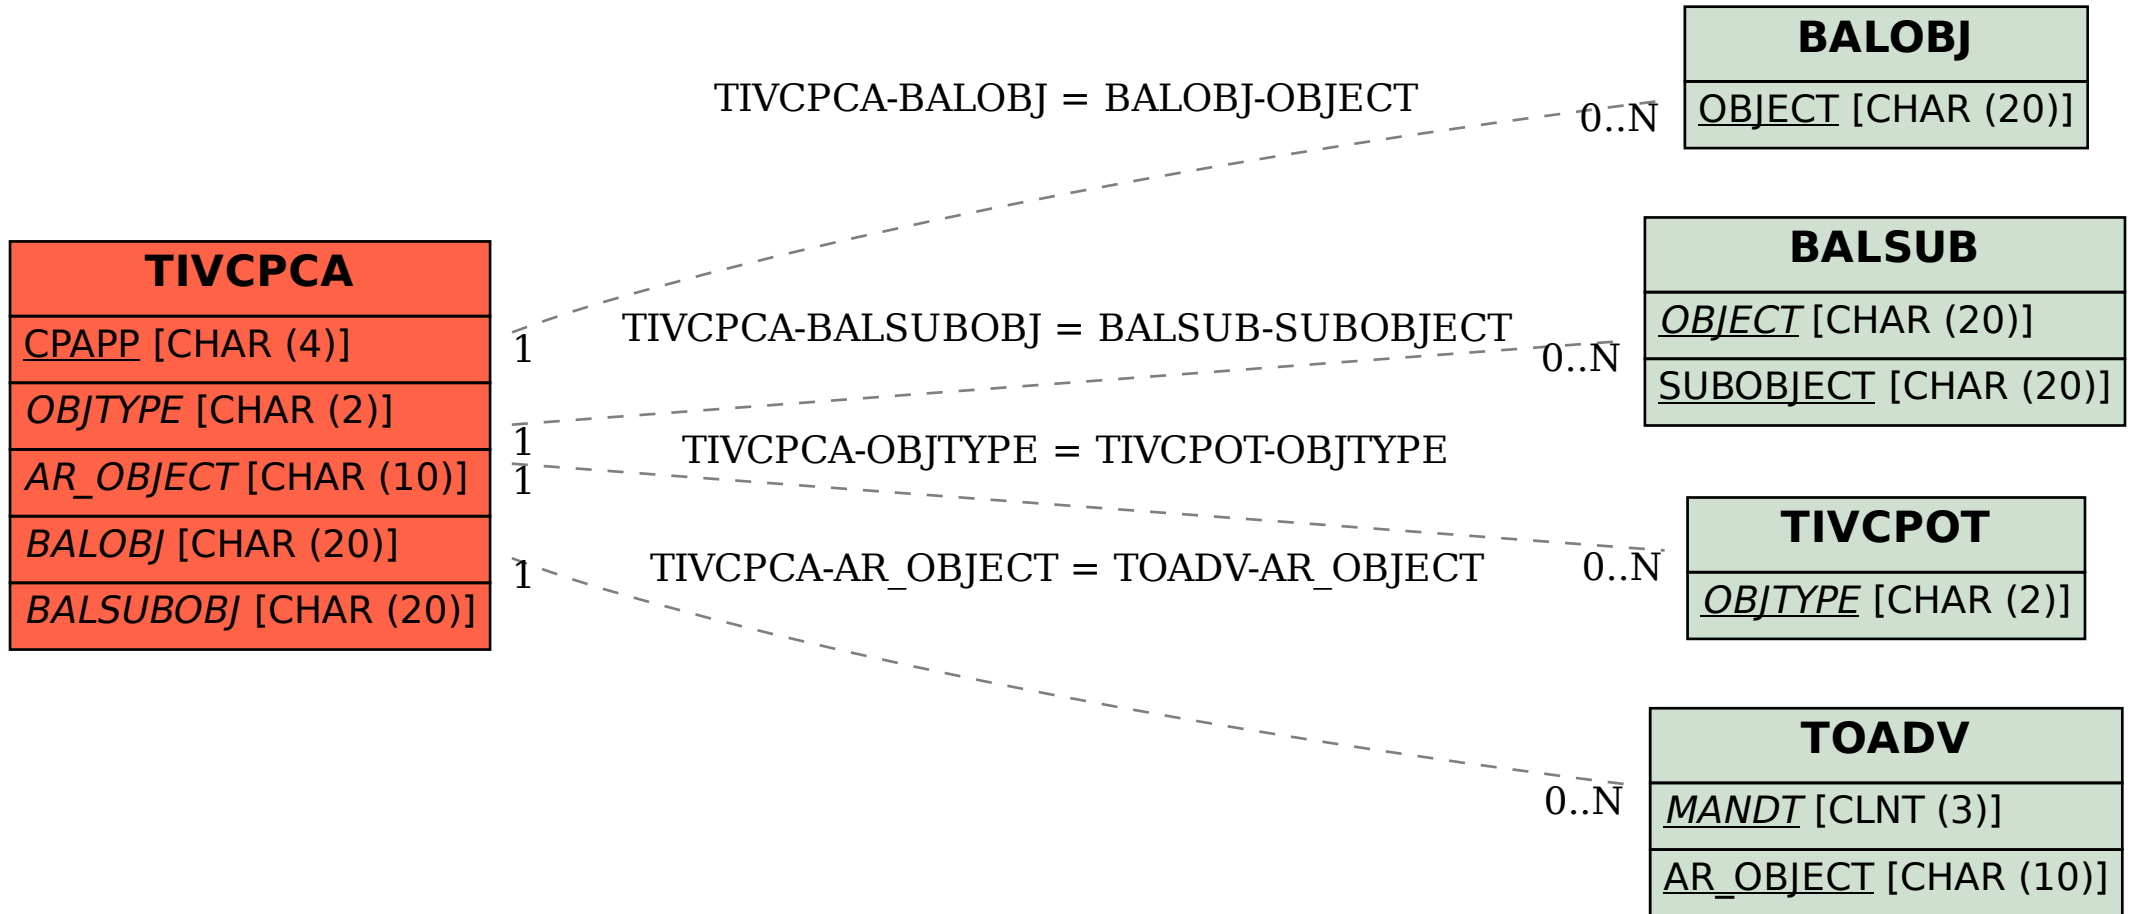 BALOBJ
OBJECT [CHAR (20)]
TIVCPCA-BALOBJ = BALOBJ-OBJECT
0..N
TIVCPCA
CPAPP [CHAR (4)]
OBJTYPE [CHAR (2)]
AR_OBJECT [CHAR (10)]
BALOBJ [CHAR (20)]
BALSUBOBJ [CHAR (20)]
1
TIVCPCA-BALSUBOBJ = BALSUB-SUBOBJECT
0..N
1
BALSUB
OBJECT [CHAR (20)]
SUBOBJECT [CHAR (20)]
TIVCPCA-OBJTYPE = TIVCPOT-OBJTYPE
1
0..N
TIVCPOT
OBJTYPE [CHAR (2)]
1
TIVCPCA-AR_OBJECT = TOADV-AR_OBJECT
0..N
TOADV
MANDT [CLNT (3)]
AR_OBJECT [CHAR (10)]